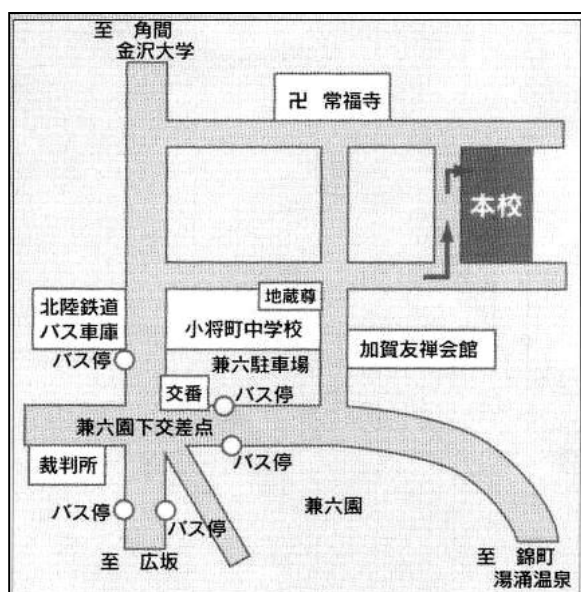 至　角間
金沢大学
卍　常福寺
本校
地蔵尊
北陸鉄道
バス車庫
小将町中学校
加賀友禅会館
バス停
兼六駐車場
交番
バス停
兼六園下交差点
バス停
裁判所
兼六園
バス停
バス停
至　広坂
至　錦町
湯涌温泉